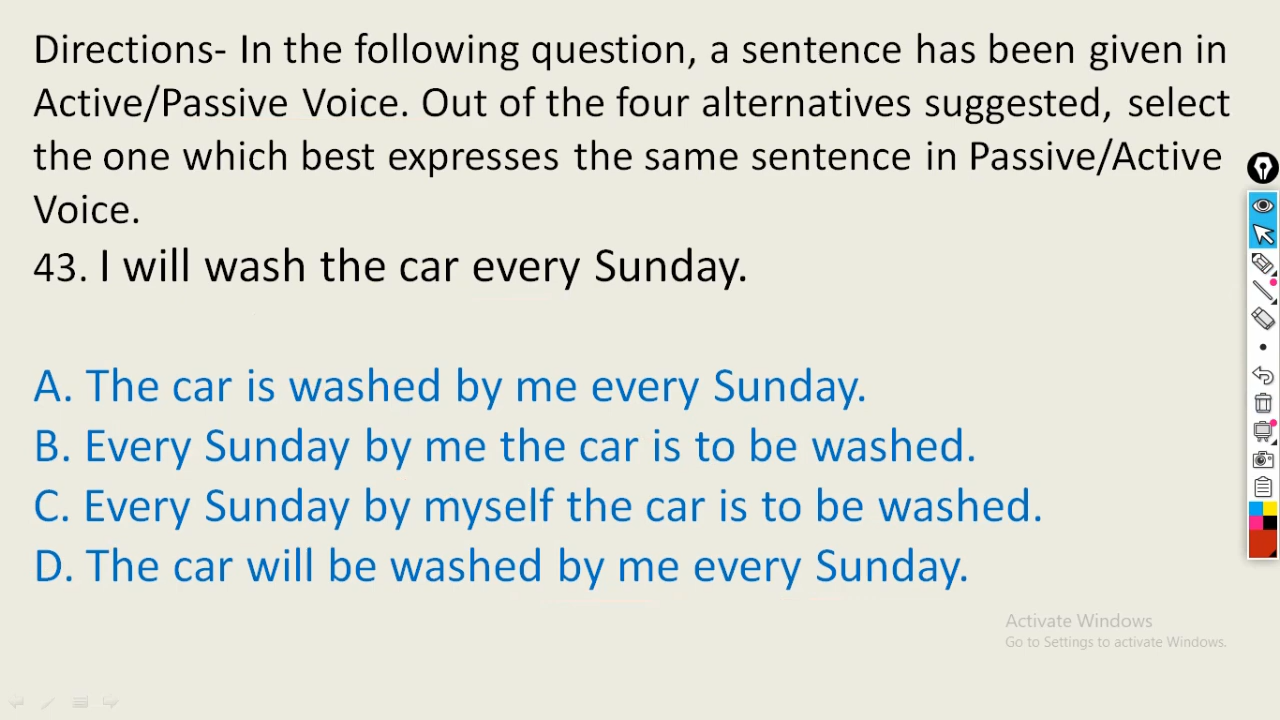 Directions- In the following question, a sentence has been given in
Active/Passive Voice. Out of the four alternatives suggested, select
the one which best expresses the same sentence in Passive/Active
Voice.
43. I will wash the car every Sunday.
A. The car is washed by me every Sunday.
B. Every Sunday by me the car is to be washed.
C. Every Sunday by myself the car is to be washed.
D. The car will be washed by me every Sunday.
Activate Windows
Go to Settings to activate Windows.